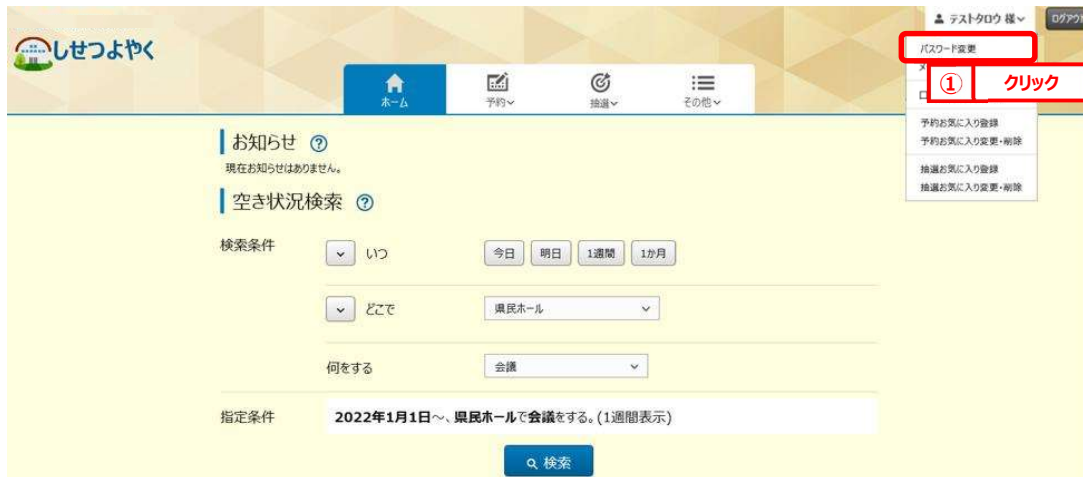 テストタロウ 様
ログアウ
しせつよやく
パスワード変更
メ
① クリック
ロ
ホーム
予約
抽選
その他
予約お気に入り登録
予約お気に入り変更・削除
抽選お気に入り登録
抽選お気に入り変更・削除
お知らせ ?
現在お知らせはありません。
空き状況検索 ?
検索条件 いつ 今日 明日 1週間 1か月
どこで 県民ホール
何をする 会議
指定条件 2022年1月1日～、県民ホールで会議をする。(1週間表示)
検索